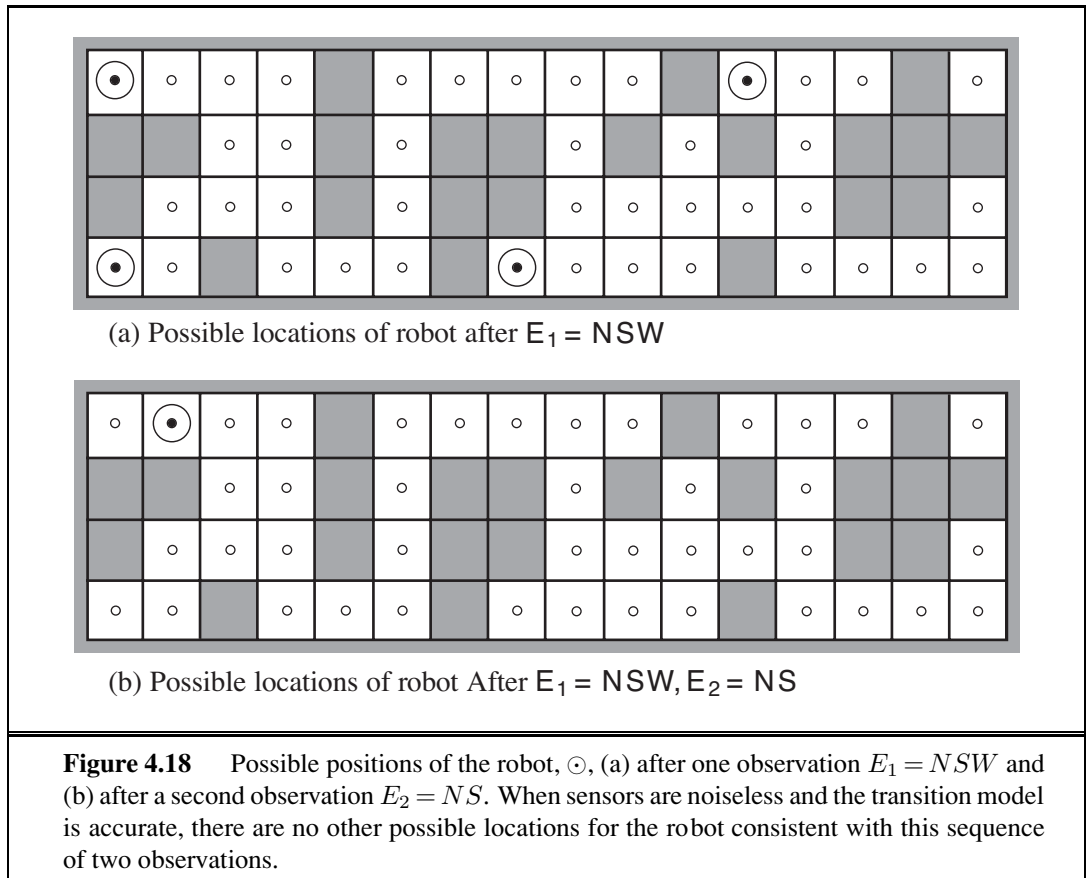 (a) Possible locations of robot after E1 = NSW
(b) Possible locations of robot After E1 = NSW, E2 = NS
Figure 4.18 Possible positions of the robot, ⊙, (a) after one observation E1 = NSW and
(b) after a second observation E2 = NS. When sensors are noiseless and the transition model
is accurate, there are no other possible locations for the robot consistent with this sequence
of two observations.